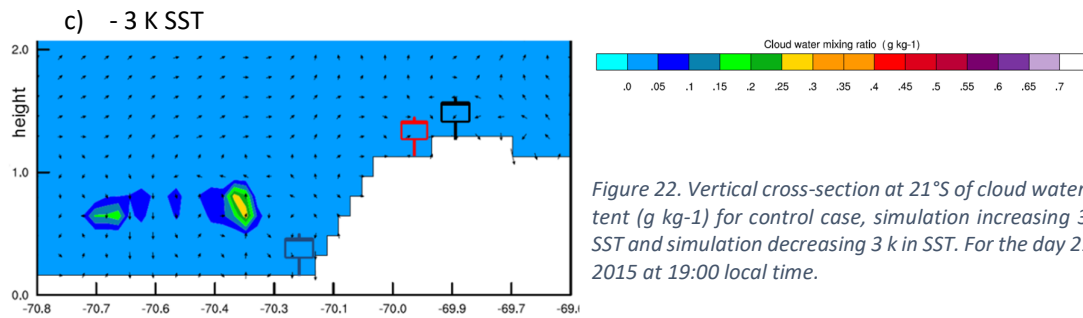 c) - 3 K SST
2.0
1.0
0.0
height
-70.8 -70.7 -70.6 -70.5 -70.4 -70.3 -70.2 -70.1 -70.0 -69.9 -69.8 -69.7
Cloud water mixing ratio (g kg-1)
.0 .05 .1 .15 .2 .25 .3 .35 .4 .45 .5 .55 .6 .65 .7
Figure 22. Vertical cross-section at 21°S of cloud water
tent (g kg-1) for control case, simulation increasing 3
SST and simulation decreasing 3 k in SST. For the day 2
2015 at 19:00 local time.